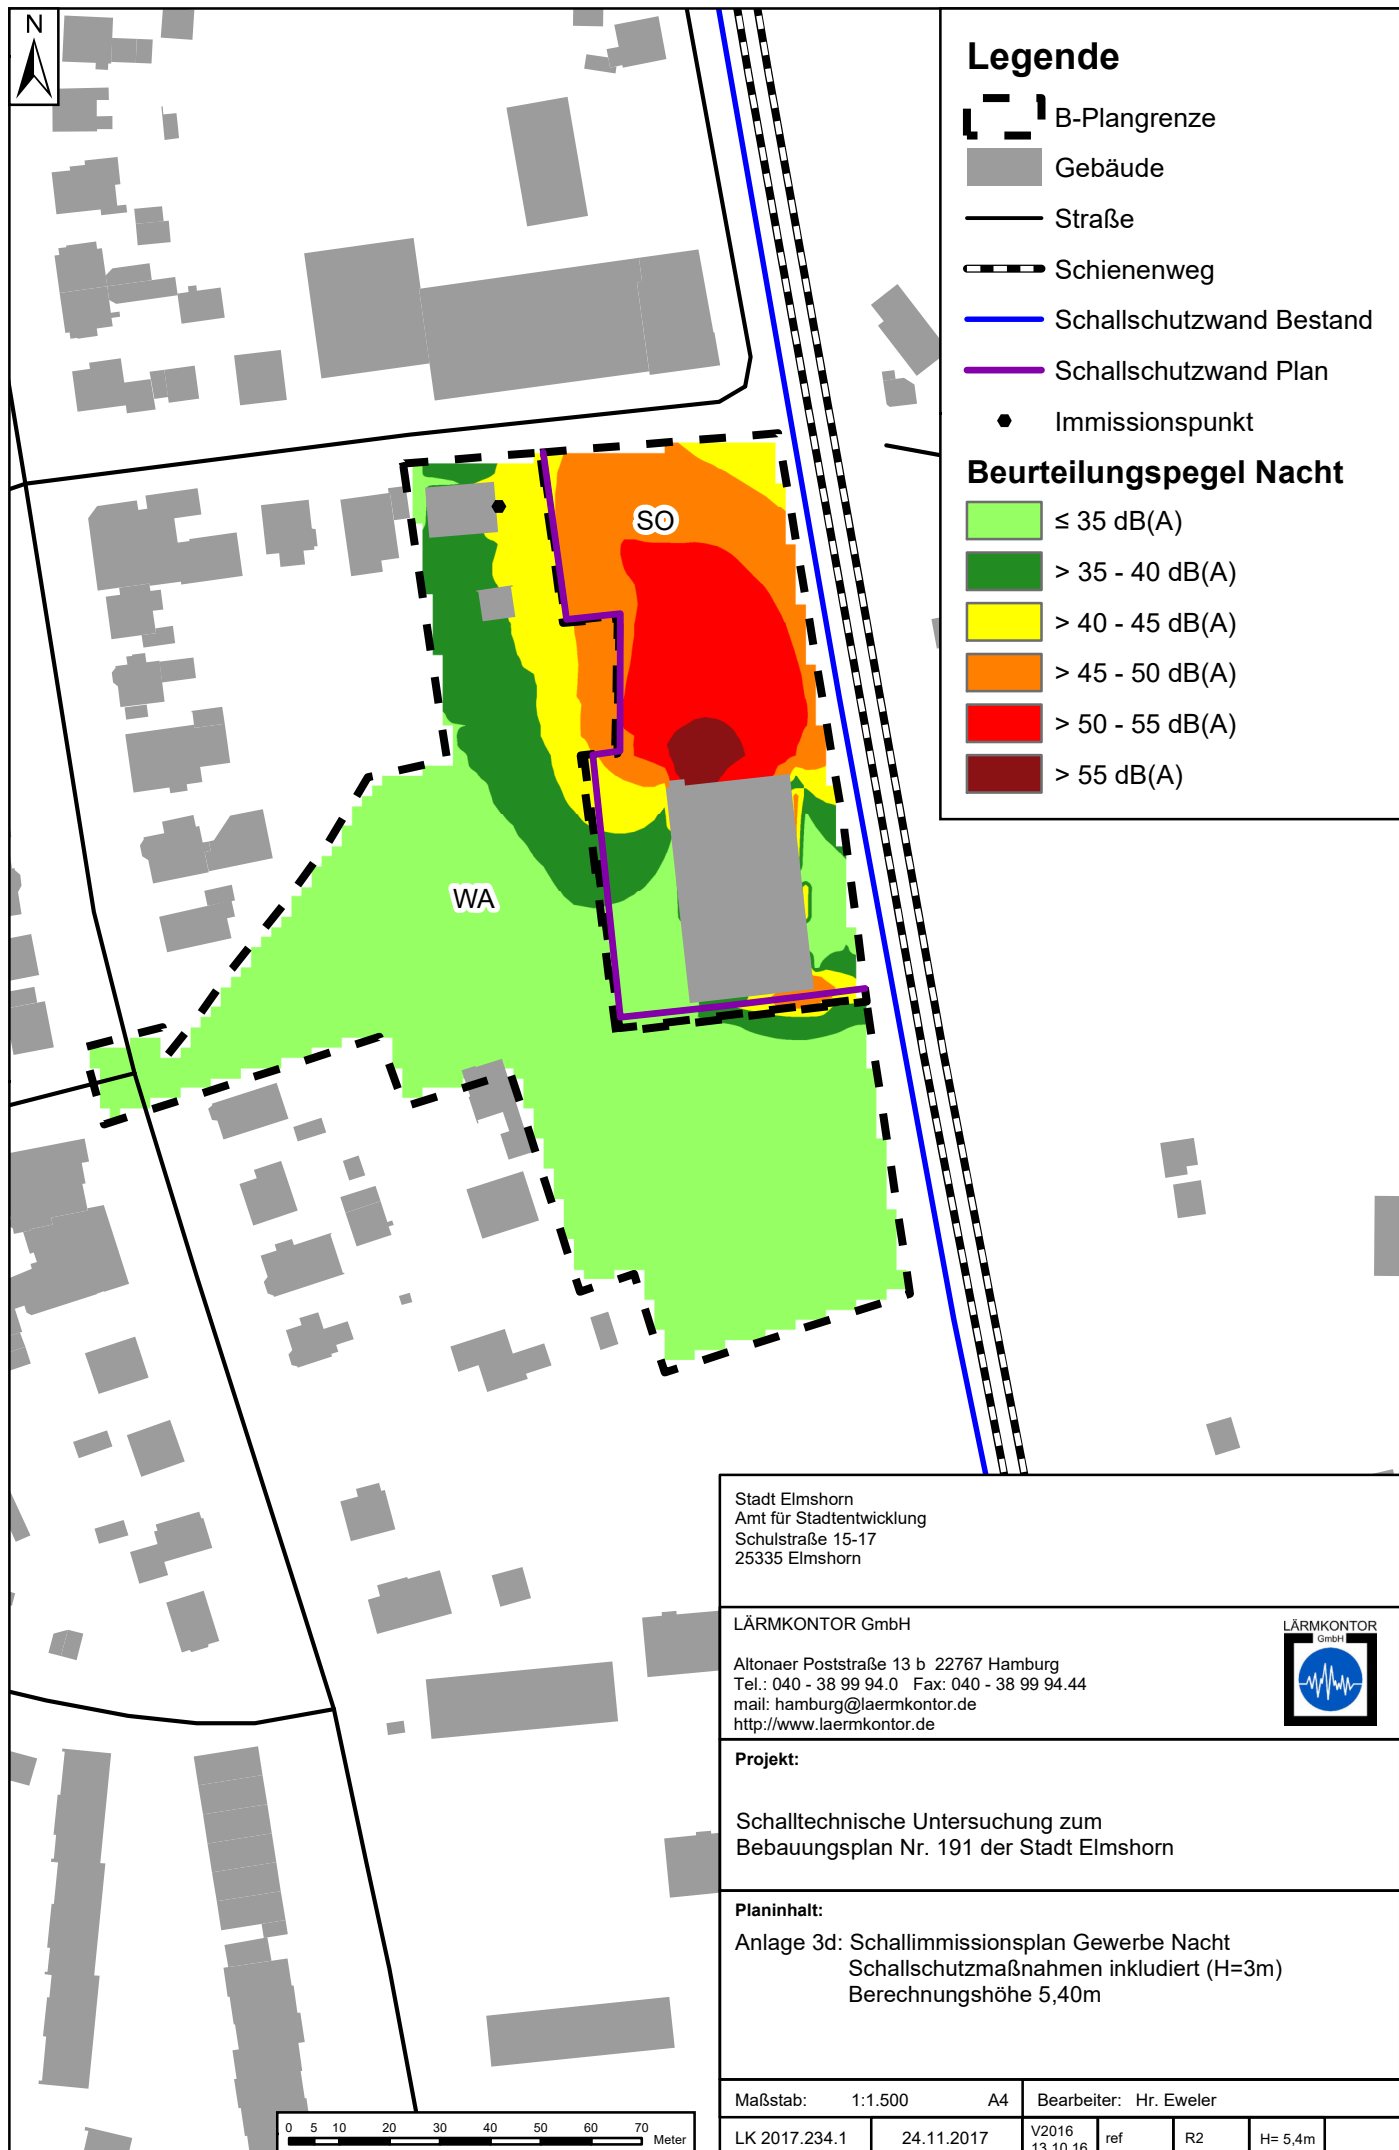 N
Legende
B-Plangrenze
Gebäude
Straße
Schienenweg
Schallschutzwand Bestand
Schallschutzwand Plan
Immissionspunkt
Beurteilungspegel Nacht
≤ 35 dB(A)
> 35 - 40 dB(A)
> 40 - 45 dB(A)
> 45 - 50 dB(A)
> 50 - 55 dB(A)
> 55 dB(A)
SO
WA
Stadt Elmshorn
Amt für Stadtentwicklung
Schulstraße 15-17
25335 Elmshorn
LÄRMKONTOR GmbH
Altonaer Poststraße 13 b 22767 Hamburg
Tel.: 040 - 38 99 94.0 Fax: 040 - 38 99 94.44
mail: hamburg@laermkontor.de
http://www.laermkontor.de
LÄRMKONTOR
GmbH
Projekt:
Schalltechnische Untersuchung zum
Bebauungsplan Nr. 191 der Stadt Elmshorn
Planinhalt:
Anlage 3d: Schallimmissionsplan Gewerbe Nacht
Schallschutzmaßnahmen inkludiert (H=3m)
Berechnungshöhe 5,40m
Maßstab: 1:1.500 A4 Bearbeiter: Hr. Eweler
LK 2017.234.1 24.11.2017 V2016 ref R2 H= 5,4m
13.10.16
0 5 10 20 30 40 50 60 70
Meter